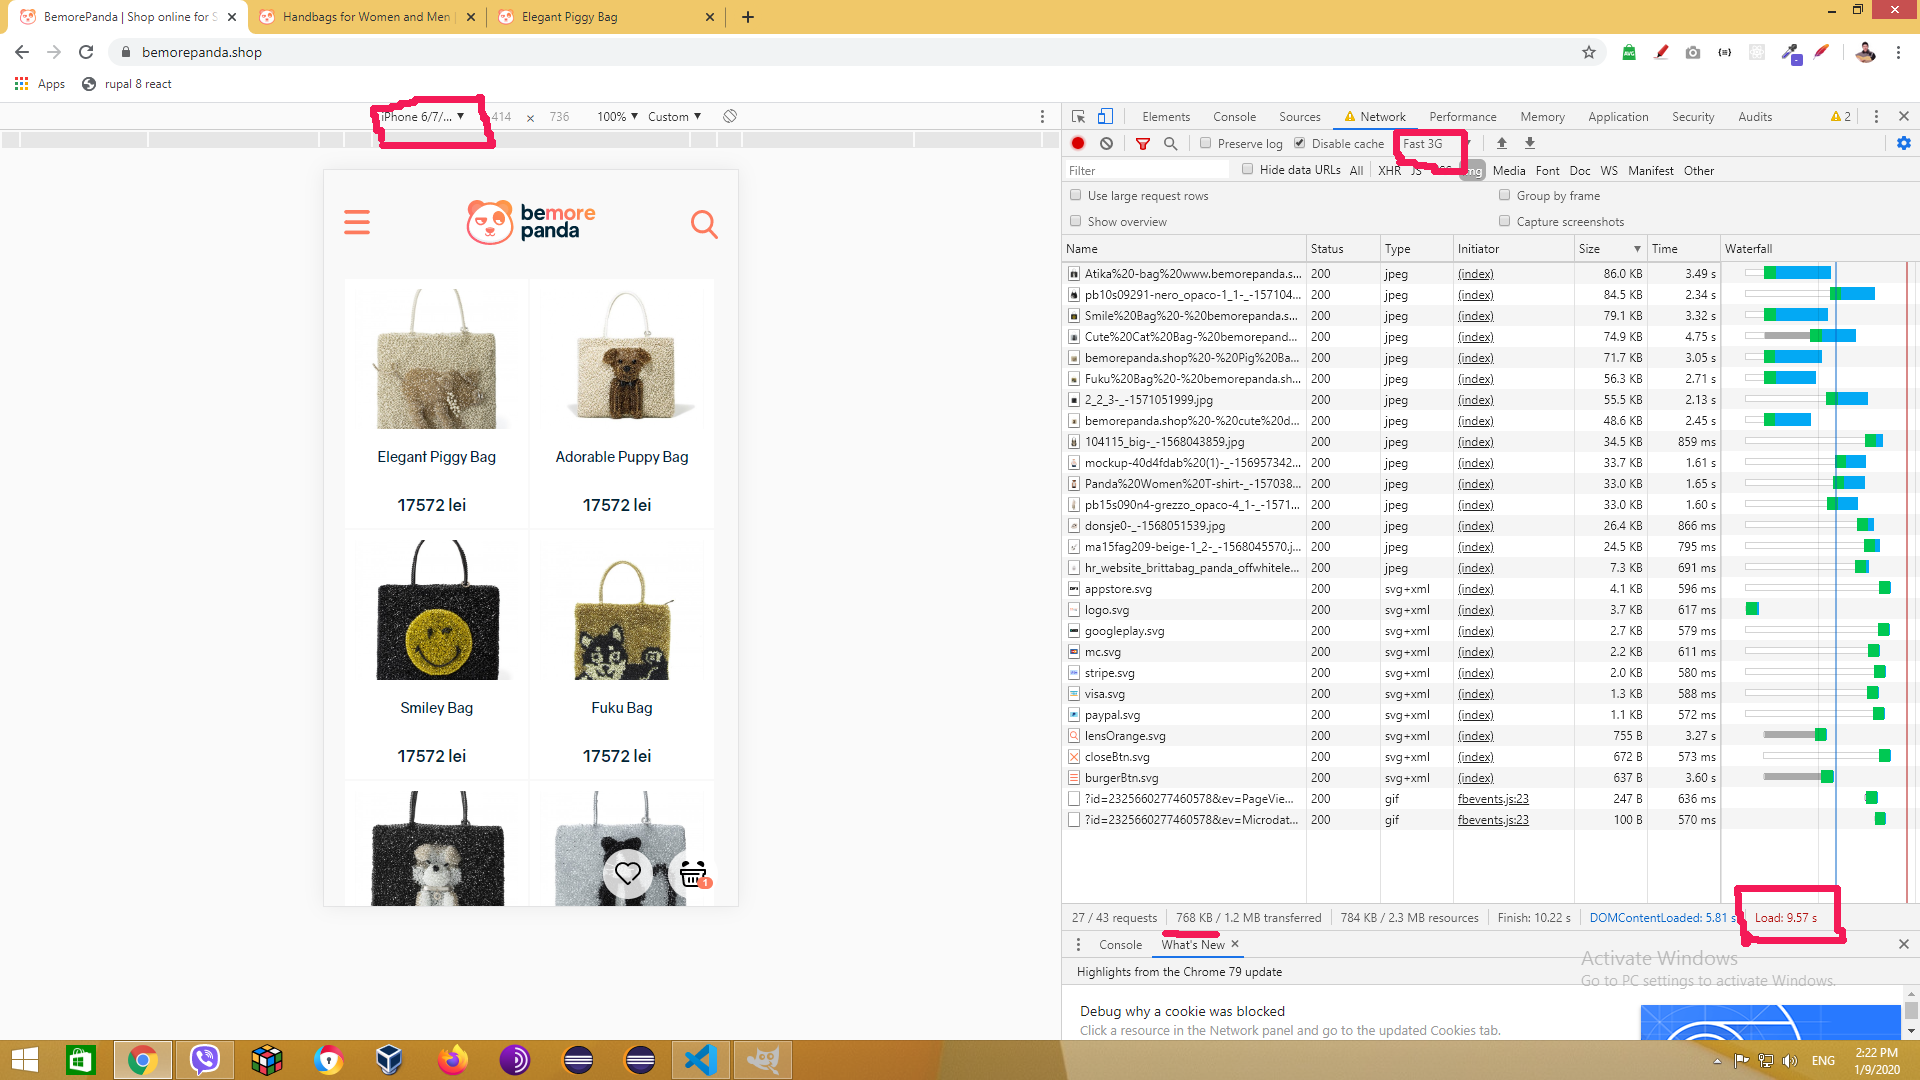 BemorePanda | Shop online for S
Handbags for Women and Men |
Elegant Piggy Bag
bemorepanda.shop
Apps
rupal 8 react
iPhone 6/7/... ▼ 414 × 736 100% ▼ Custom ▼
Elements Console Sources Network Performance Memory Application Security Audits 2
Preserve log Disable cache Fast 3G
Filter Hide data URLs All XHR JS Media Font Doc WS Manifest Other
Use large request rows Group by frame
Show overview Capture screenshots
Name Status Type Initiator Size Time Waterfall
Atika%20-bag%20www.bemorepanda.s... 200 jpeg (index) 86.0 KB 3.49 s
pb10s09291-nero_opaco-1_1-_-157104... 200 jpeg (index) 84.5 KB 2.34 s
Smile%20Bag%20-%20bemorepanda.s... 200 jpeg (index) 79.1 KB 3.32 s
Cute%20Cat%20Bag-%20bemorepand... 200 jpeg (index) 74.9 KB 4.75 s
bemorepanda.shop%20-%20Pig%20Ba... 200 jpeg (index) 71.7 KB 3.05 s
Fuku%20Bag%20-%20bemorepanda.sh... 200 jpeg (index) 56.3 KB 2.71 s
2_2_3-_-1571051999.jpg 200 jpeg (index) 55.5 KB 2.13 s
bemorepanda.shop%20-%20cute%20d... 200 jpeg (index) 48.6 KB 2.45 s
104115_big-_-1568043859.jpg 200 jpeg (index) 34.5 KB 859 ms
mockup-40d4fdab%20(1)-_-156957342... 200 jpeg (index) 33.7 KB 1.61 s
Panda%20Women%20T-shirt-_-157038... 200 jpeg (index) 33.0 KB 1.65 s
pb15s090n4-grezzo_opaco-4_1-_-1571... 200 jpeg (index) 33.0 KB 1.60 s
donsje0-_-1568051539.jpg 200 jpeg (index) 26.4 KB 866 ms
ma15fag209-beige-1_2-_-1568045570.j... 200 jpeg (index) 24.5 KB 795 ms
hr_website_brittabag_panda_offwhitele... 200 jpeg (index) 7.3 KB 691 ms
appstore.svg 200 svg+xml (index) 4.1 KB 596 ms
logo.svg 200 svg+xml (index) 3.7 KB 617 ms
googleplay.svg 200 svg+xml (index) 2.7 KB 579 ms
mc.svg 200 svg+xml (index) 2.2 KB 611 ms
stripe.svg 200 svg+xml (index) 2.0 KB 580 ms
visa.svg 200 svg+xml (index) 1.3 KB 588 ms
paypal.svg 200 svg+xml (index) 1.1 KB 572 ms
lensOrange.svg 200 svg+xml (index) 755 B 3.27 s
closeBtn.svg 200 svg+xml (index) 672 B 573 ms
burgerBtn.svg 200 svg+xml (index) 637 B 3.60 s
?id=2325660277460578&ev=PageVie... 200 gif fbevents.js:23 247 B 636 ms
?id=2325660277460578&ev=Microdat... 200 gif fbevents.js:23 100 B 570 ms
27 / 43 requests 768 KB / 1.2 MB transferred 784 KB / 2.3 MB resources Finish: 10.22 s DOMContentLoaded: 5.81 s Load: 9.57 s
Console What's New
Highlights from the Chrome 79 update
Debug why a cookie was blocked
Click a resource in the Network panel and go to the updated Cookies tab.
Activate Windows
Go to PC settings to activate Windows.
bemore
panda
Elegant Piggy Bag
17572 lei
Adorable Puppy Bag
17572 lei
Smiley Bag
17572 lei
Fuku Bag
17572 lei
1
ENG
2:22 PM
1/9/2020